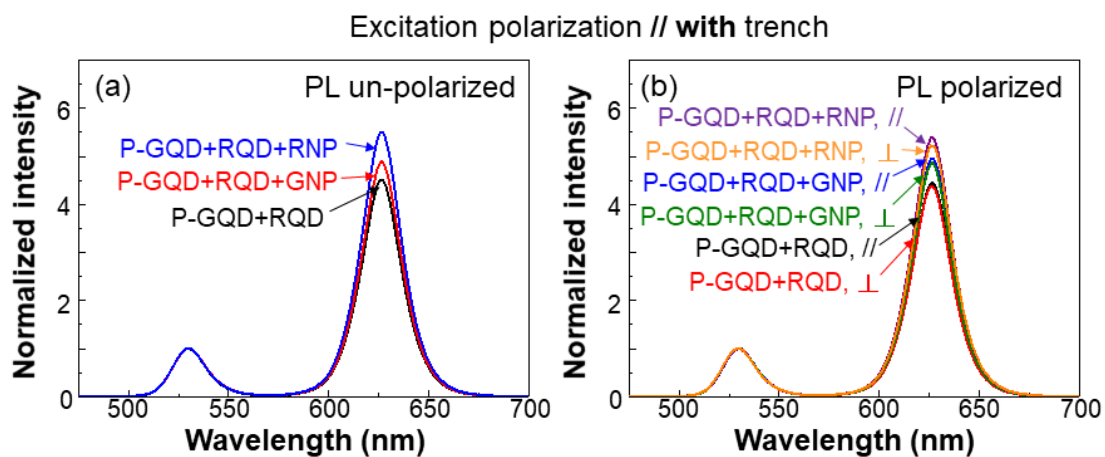 Excitation polarization // with trench
(a)
PL un-polarized
P-GQD+RQD+RNP
P-GQD+RQD+GNP
P-GQD+RQD
Normalized intensity
6
4
2
0
500
550
600
650
700
Wavelength (nm)
(b)
PL polarized
P-GQD+RQD+RNP, //
P-GQD+RQD+RNP, ⊥
P-GQD+RQD+GNP, //
P-GQD+RQD+GNP, ⊥
P-GQD+RQD, //
P-GQD+RQD, ⊥
Normalized intensity
6
4
2
0
500
550
600
650
700
Wavelength (nm)